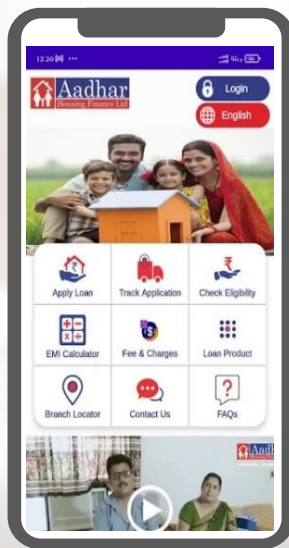 12:20
4G+
Aadhar
Housing Finance Ltd
Login
English
Apply Loan
Track Application
Check Eligibility
EMI Calculator
Fee & Charges
Loan Product
Branch Locator
Contact Us
FAQs